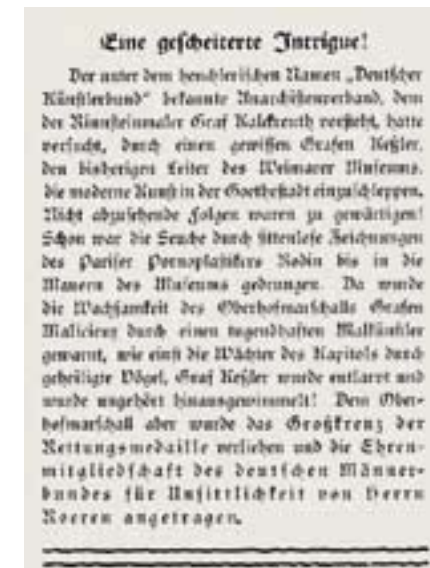 Eine gescheiterte Intrigue!
Der unter dem heuchlerischen Namen „Deutscher
Künstlerbund“ bekannte Anarchistenverband, dem
der Rinnsteinmaler Graf Kalckreuth vorsteht, hatte
versucht, durch einen gewissen Grafen Keßler,
den bisherigen Leiter des Weimarer Museums,
die moderne Kunst in der Goethestadt einzuschleppen.
Nicht abzusehende Folgen waren zu gewärtigen!
Schon war die Seuche durch sittenlose Zeichnungen
des Pariser Pornoplastikers Rodin bis in die
Mauern des Museums gedrungen. Da wurde
die Wachsamkeit des Oberhofmarschalls Grafen
durch einen tugendhaften Malkünstler
gewarnt, wie einst die Wächter des Kapitols durch
geheiligte Vögel. Graf Keßler wurde entlarvt und
wurde ungehört hinausgewimmelt! Dem Ober-
hofmarschall aber wurde das Großkreuz der
Rettungsmedaille verliehen und die Ehren-
mitgliedschaft des deutschen Männer-
bundes für Unsittlichkeit von Herrn
Roeren angetragen.